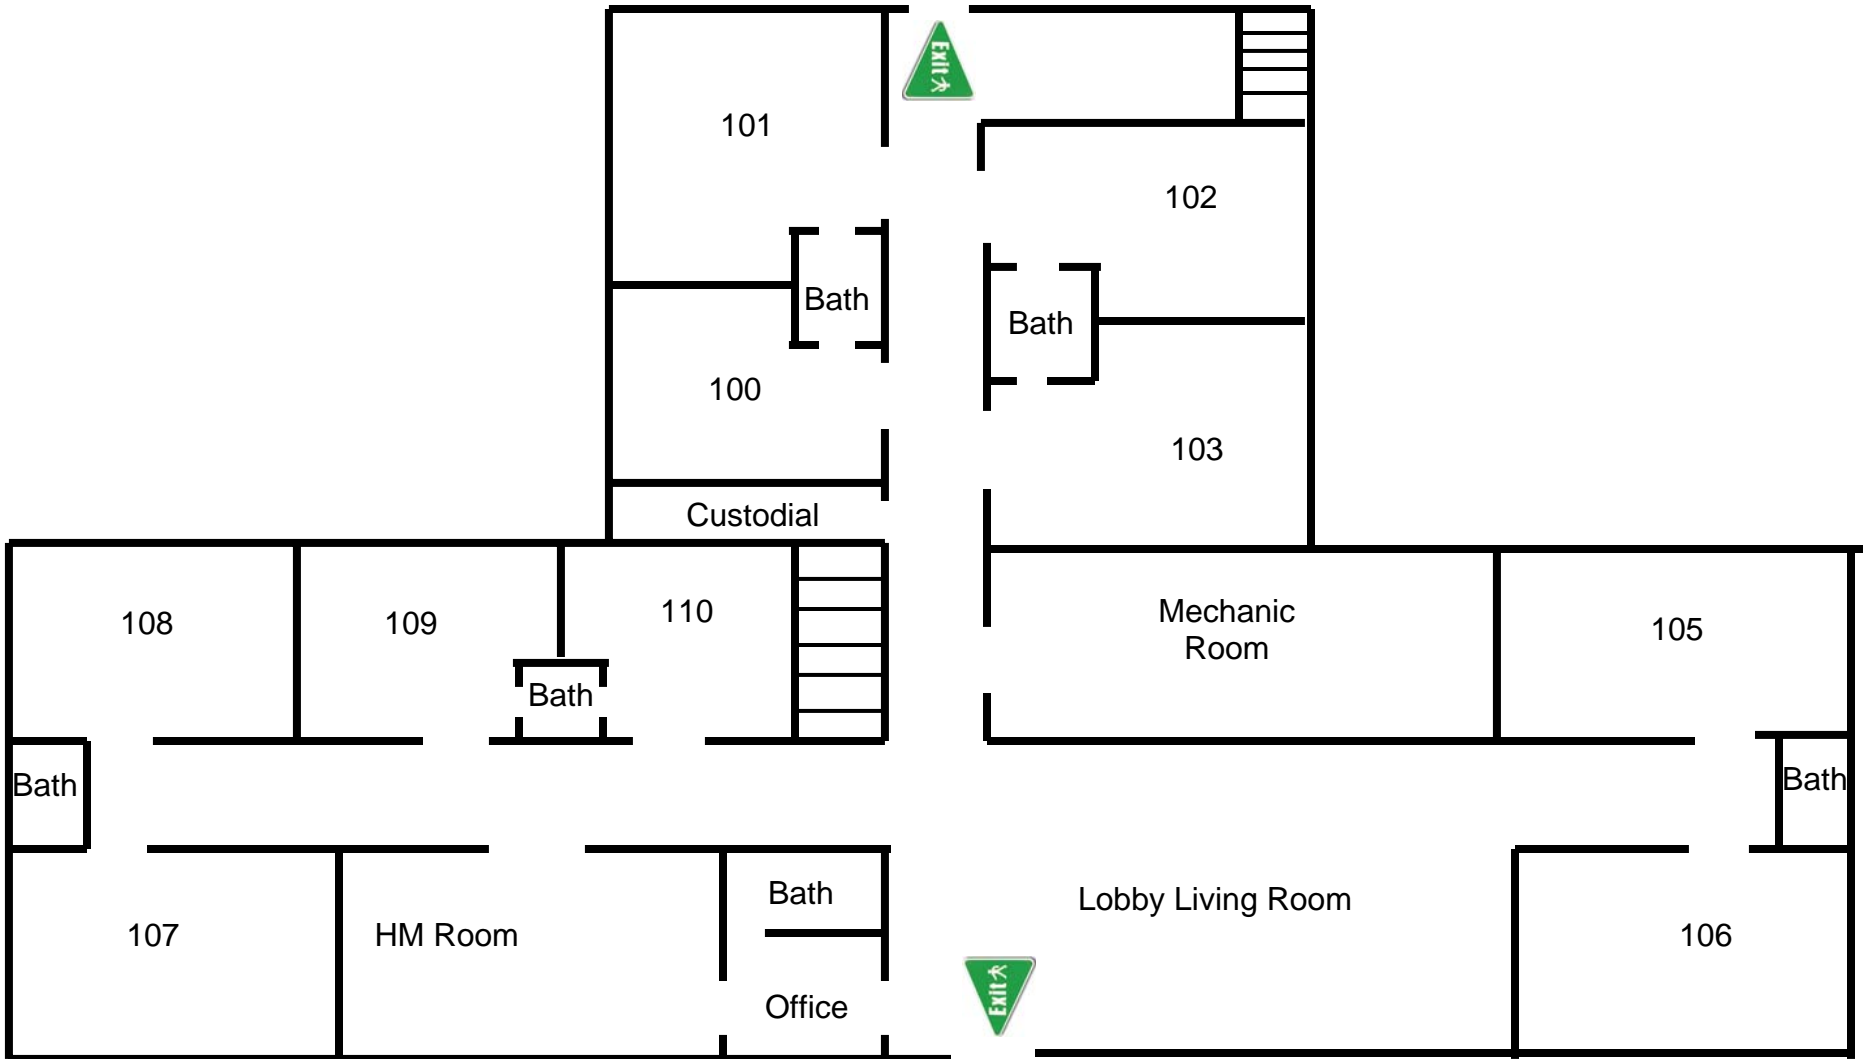 Exit
101
102
Bath
Bath
100
103
Custodial
108
109
110
Mechanic
Room
105
Bath
Bath
Bath
Bath
Lobby Living Room
107
HM Room
106
Office
Exit